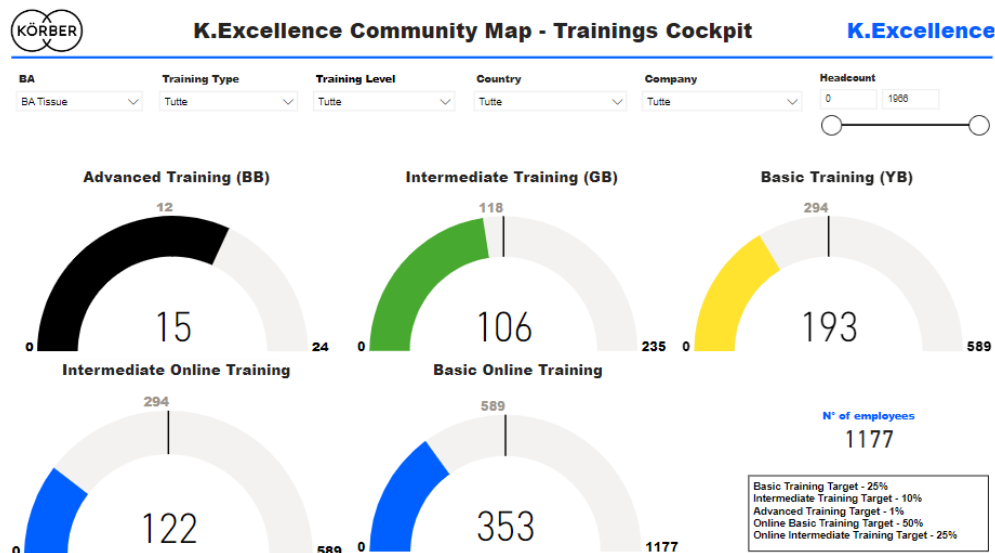 KÖRBER
K.Excellence Community Map - Trainings Cockpit
K.Excellence
BA
Training Type
Training Level
Country
Company
Headcount
BA Tissue
Tutte
Tutte
Tutte
Tutte
0
1966
Advanced Training (BB)
Intermediate Training (GB)
Basic Training (YB)
12
118
294
15
106
193
0
24
0
235
0
589
Intermediate Online Training
Basic Online Training
294
589
N° of employees
1177
122
353
0
589
0
1177
Basic Training Target - 25%
Intermediate Training Target - 10%
Advanced Training Target - 1%
Online Basic Training Target - 50%
Online Intermediate Training Target - 25%